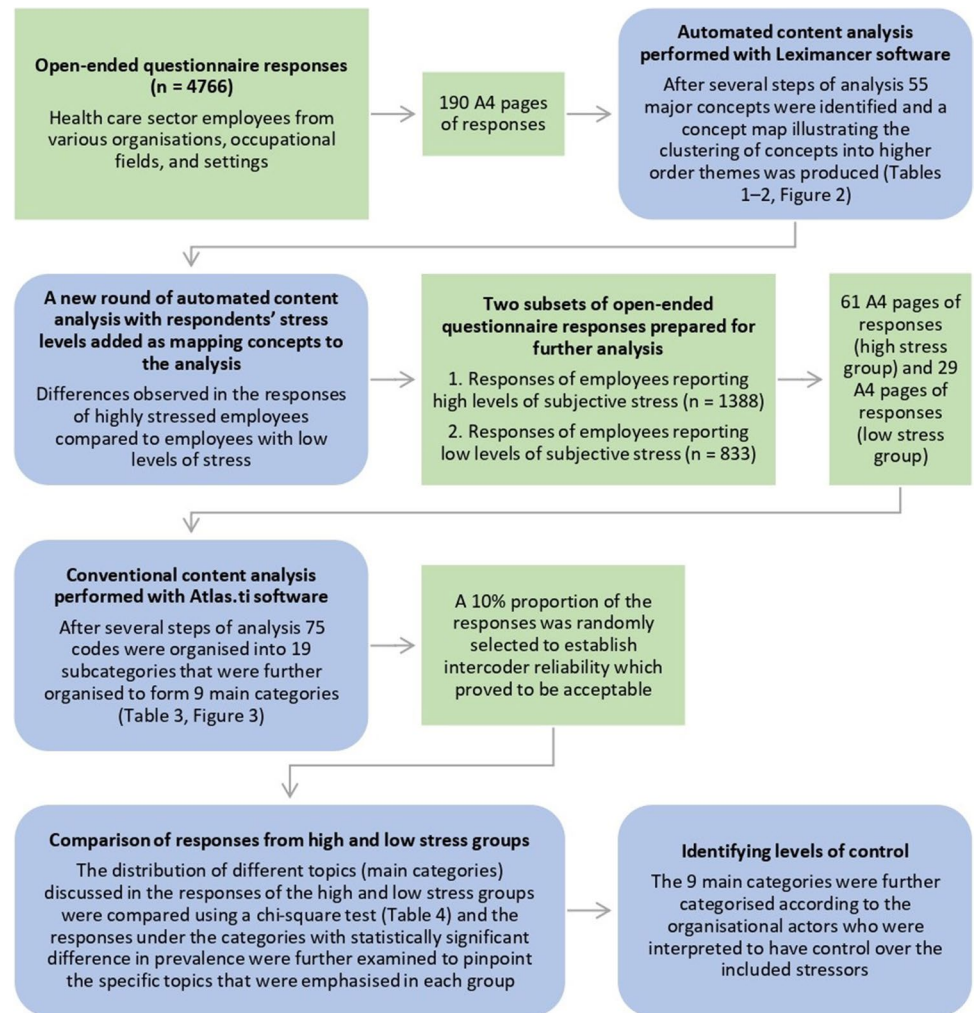 Open-ended questionnaire responses
(n = 4766)
Health care sector employees from
various organisations, occupational
fields, and settings
190 A4 pages
of responses
Automated content analysis
performed with Leximancer software
After several steps of analysis 55
major concepts were identified and a
concept map illustrating the
clustering of concepts into higher
order themes was produced (Tables
1–2, Figure 2)
A new round of automated content
analysis with respondents’ stress
levels added as mapping concepts to
the analysis
Differences observed in the responses
of highly stressed employees
compared to employees with low
levels of stress
Two subsets of open-ended
questionnaire responses prepared for
further analysis
1. Responses of employees reporting
high levels of subjective stress (n = 1388)
2. Responses of employees reporting
low levels of subjective stress (n = 833)
61 A4 pages of
responses
(high stress
group) and 29
A4 pages of
responses
(low stress
group)
Conventional content analysis
performed with Atlas.ti software
After several steps of analysis 75
codes were organised into 19
subcategories that were further
organised to form 9 main categories
(Table 3, Figure 3)
A 10% proportion of the
responses was randomly
selected to establish
intercoder reliability which
proved to be acceptable
Comparison of responses from high and low stress groups
The distribution of different topics (main categories)
discussed in the responses of the high and low stress groups
were compared using a chi-square test (Table 4) and the
responses under the categories with statistically significant
difference in prevalence were further examined to pinpoint
the specific topics that were emphasised in each group
Identifying levels of control
The 9 main categories were further
categorised according to the
organisational actors who were
interpreted to have control over the
included stressors